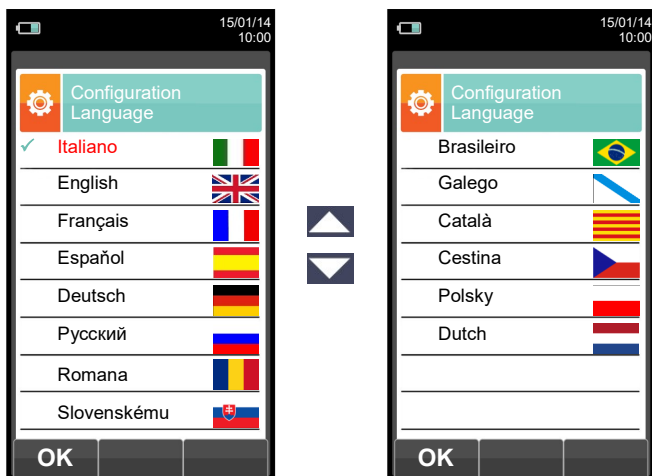 15/01/14
10:00
Configuration
Language
✓ Italiano
English
Français
Espaňol
Deutsch
Русский
Romana
Slovenskému
OK
15/01/14
10:00
Configuration
Language
Brasileiro
Galego
Català
Cestina
Polsky
Dutch
OK